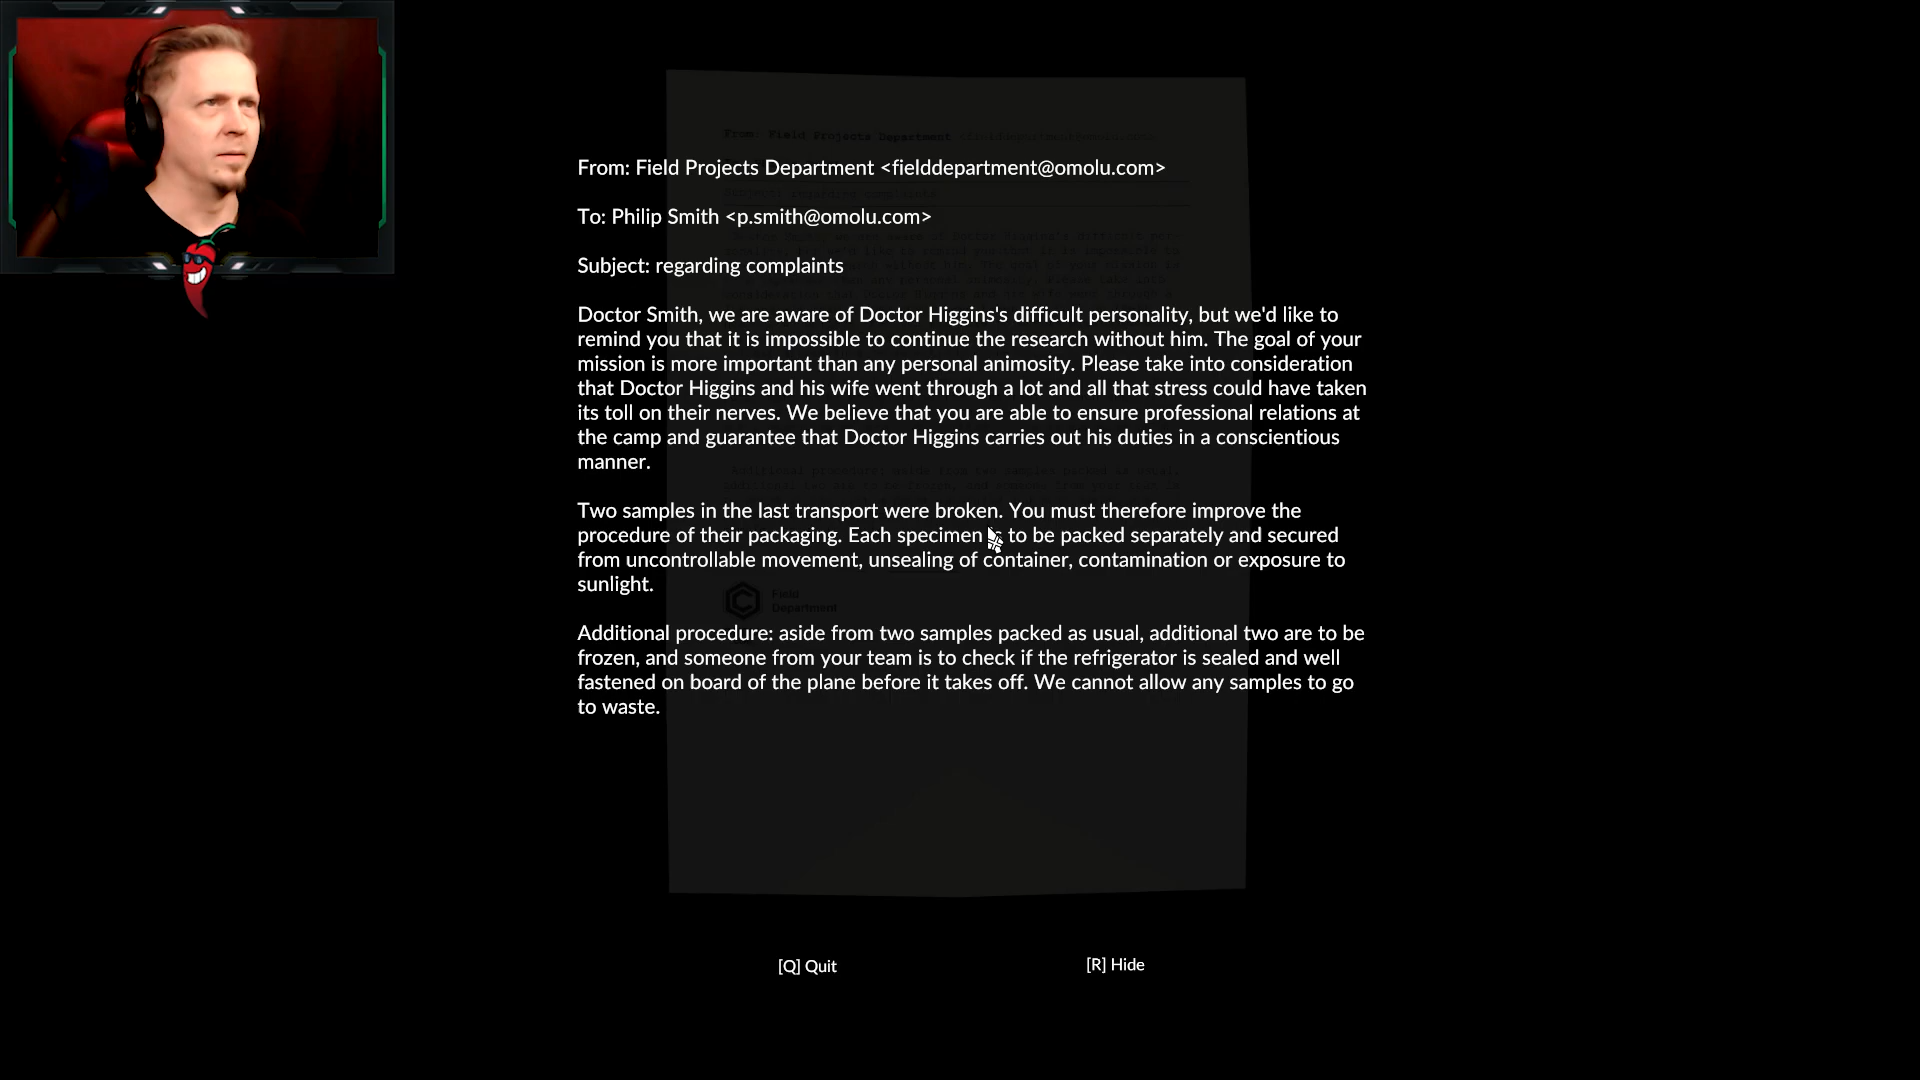 From: Field Projects Department <fielddepartment@omolu.com>
To: Philip Smith <p.smith@omolu.com>
Subject: regarding complaints
Doctor Smith, we are aware of Doctor Higgins's difficult personality, but we'd like to
remind you that it is impossible to continue the research without him. The goal of your
mission is more important than any personal animosity. Please take into consideration
that Doctor Higgins and his wife went through a lot and all that stress could have taken
its toll on their nerves. We believe that you are able to ensure professional relations at
the camp and guarantee that Doctor Higgins carries out his duties in a conscientious
manner.
Two samples in the last transport were broken. You must therefore improve the
procedure of their packaging. Each specimen is to be packed separately and secured
from uncontrollable movement, unsealing of container, contamination or exposure to
sunlight.
Field
Department
Additional procedure: aside from two samples packed as usual, additional two are to be
frozen, and someone from your team is to check if the refrigerator is sealed and well
fastened on board of the plane before it takes off. We cannot allow any samples to go
to waste.
[Q] Quit
[R] Hide